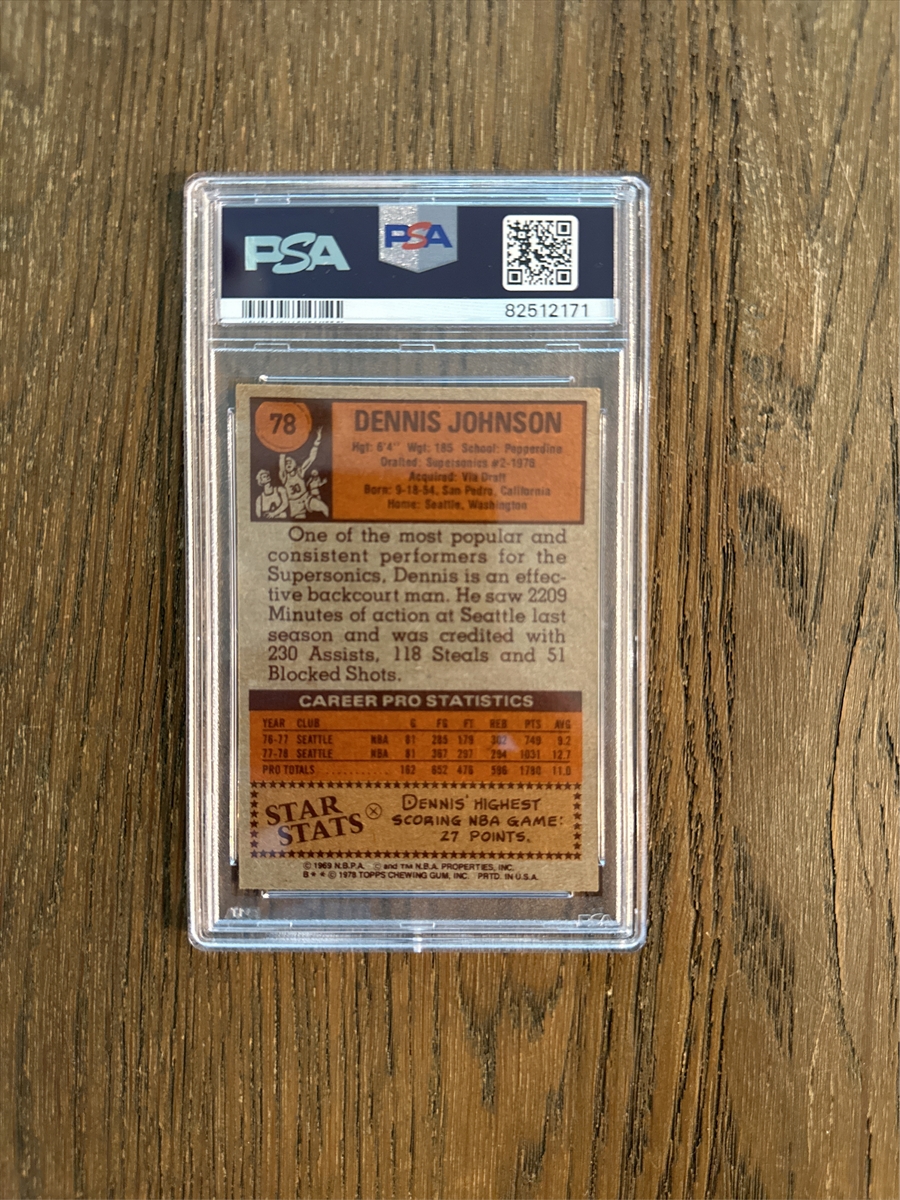 PSA
PSA
82512171
78
DENNIS JOHNSON
Hgt: 6'4" Wgt: 185 School: Pepperdine
Drafted: Supersonics #2-1976
Acquired: Via Draft
Born: 9-18-54, San Pedro, California
Home: Seattle, Washington
One of the most popular and
consistent performers for the
Supersonics, Dennis is an effec-
tive backcourt man. He saw 2209
Minutes of action at Seattle last
season and was credited with
230 Assists, 118 Steals and 51
Blocked Shots.
CAREER PRO STATISTICS
YEAR CLUB G FG FT REB PTS AVG
76-77 SEATTLE NBA 81 285 179 302 749 9.2
77-78 SEATTLE NBA 81 367 297 294 1031 12.7
PRO TOTALS ............ 162 652 476 596 1780 11.0
STAR
STATS
DENNIS' HIGHEST
SCORING NBA GAME:
27 POINTS.
© 1969 N.B.P.A. © and ™ N.B.A. PROPERTIES, INC.
B * * © 1978 TOPPS CHEWING GUM, INC. PRTD. IN U.S.A.
PSA